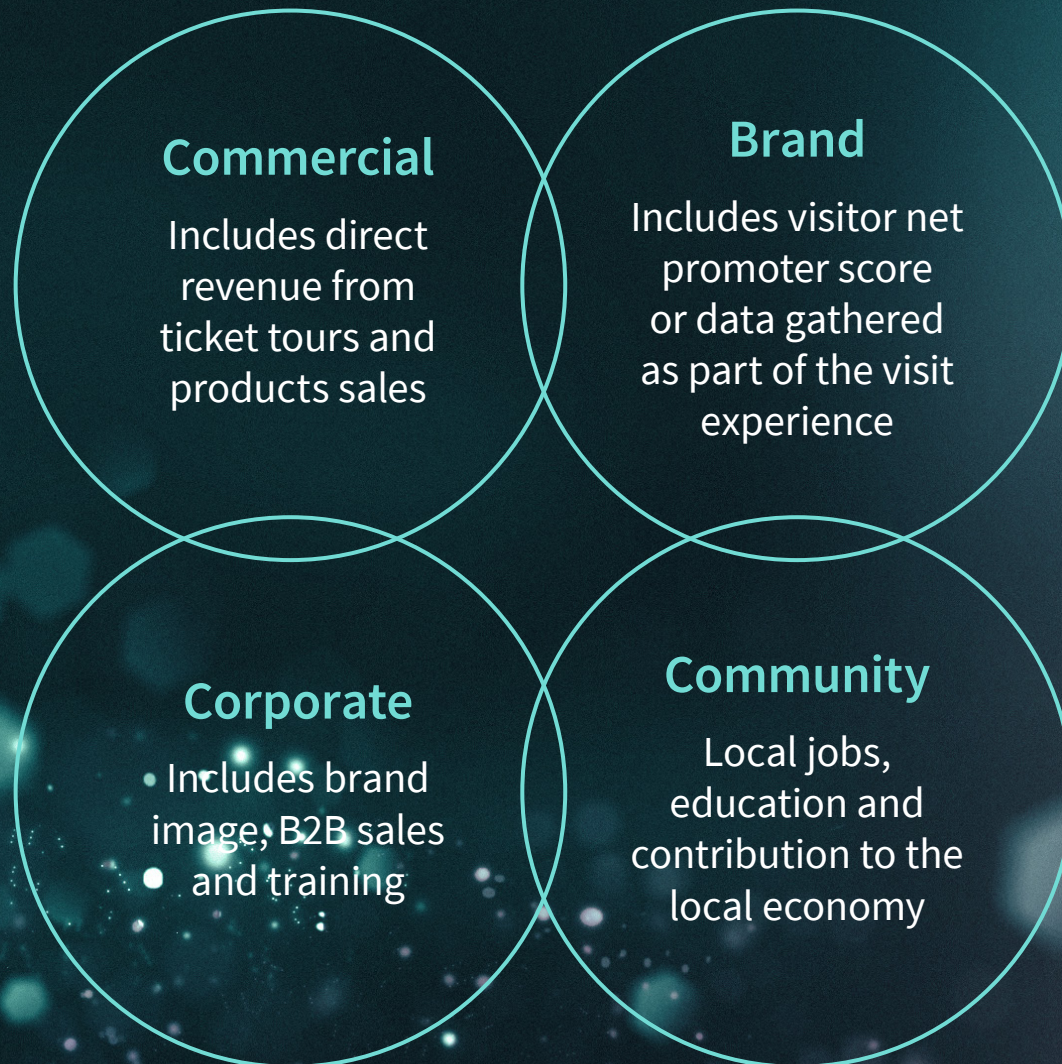 Commercial
Includes direct
revenue from
ticket tours and
products sales
Brand
Includes visitor net
promoter score
or data gathered
as part of the visit
experience
Corporate
Includes brand
image, B2B sales
and training
Community
Local jobs,
education and
contribution to the
local economy